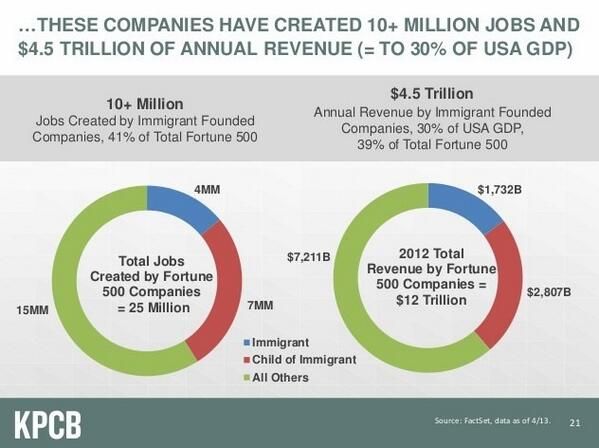 ...THESE COMPANIES HAVE CREATED 10+ MILLION JOBS AND
$4.5 TRILLION OF ANNUAL REVENUE (= TO 30% OF USA GDP)
10+ Million
Jobs Created by Immigrant Founded
Companies, 41% of Total Fortune 500
$4.5 Trillion
Annual Revenue by Immigrant Founded
Companies, 30% of USA GDP,
39% of Total Fortune 500
4MM
Total Jobs
Created by Fortune
500 Companies
= 25 Million
15MM
7MM
$1,732B
$7,211B
2012 Total
Revenue by Fortune
500 Companies =
$12 Trillion
$2,807B
Immigrant
Child of Immigrant
All Others
KPCB
Source: FactSet, data as of 4/13.
21